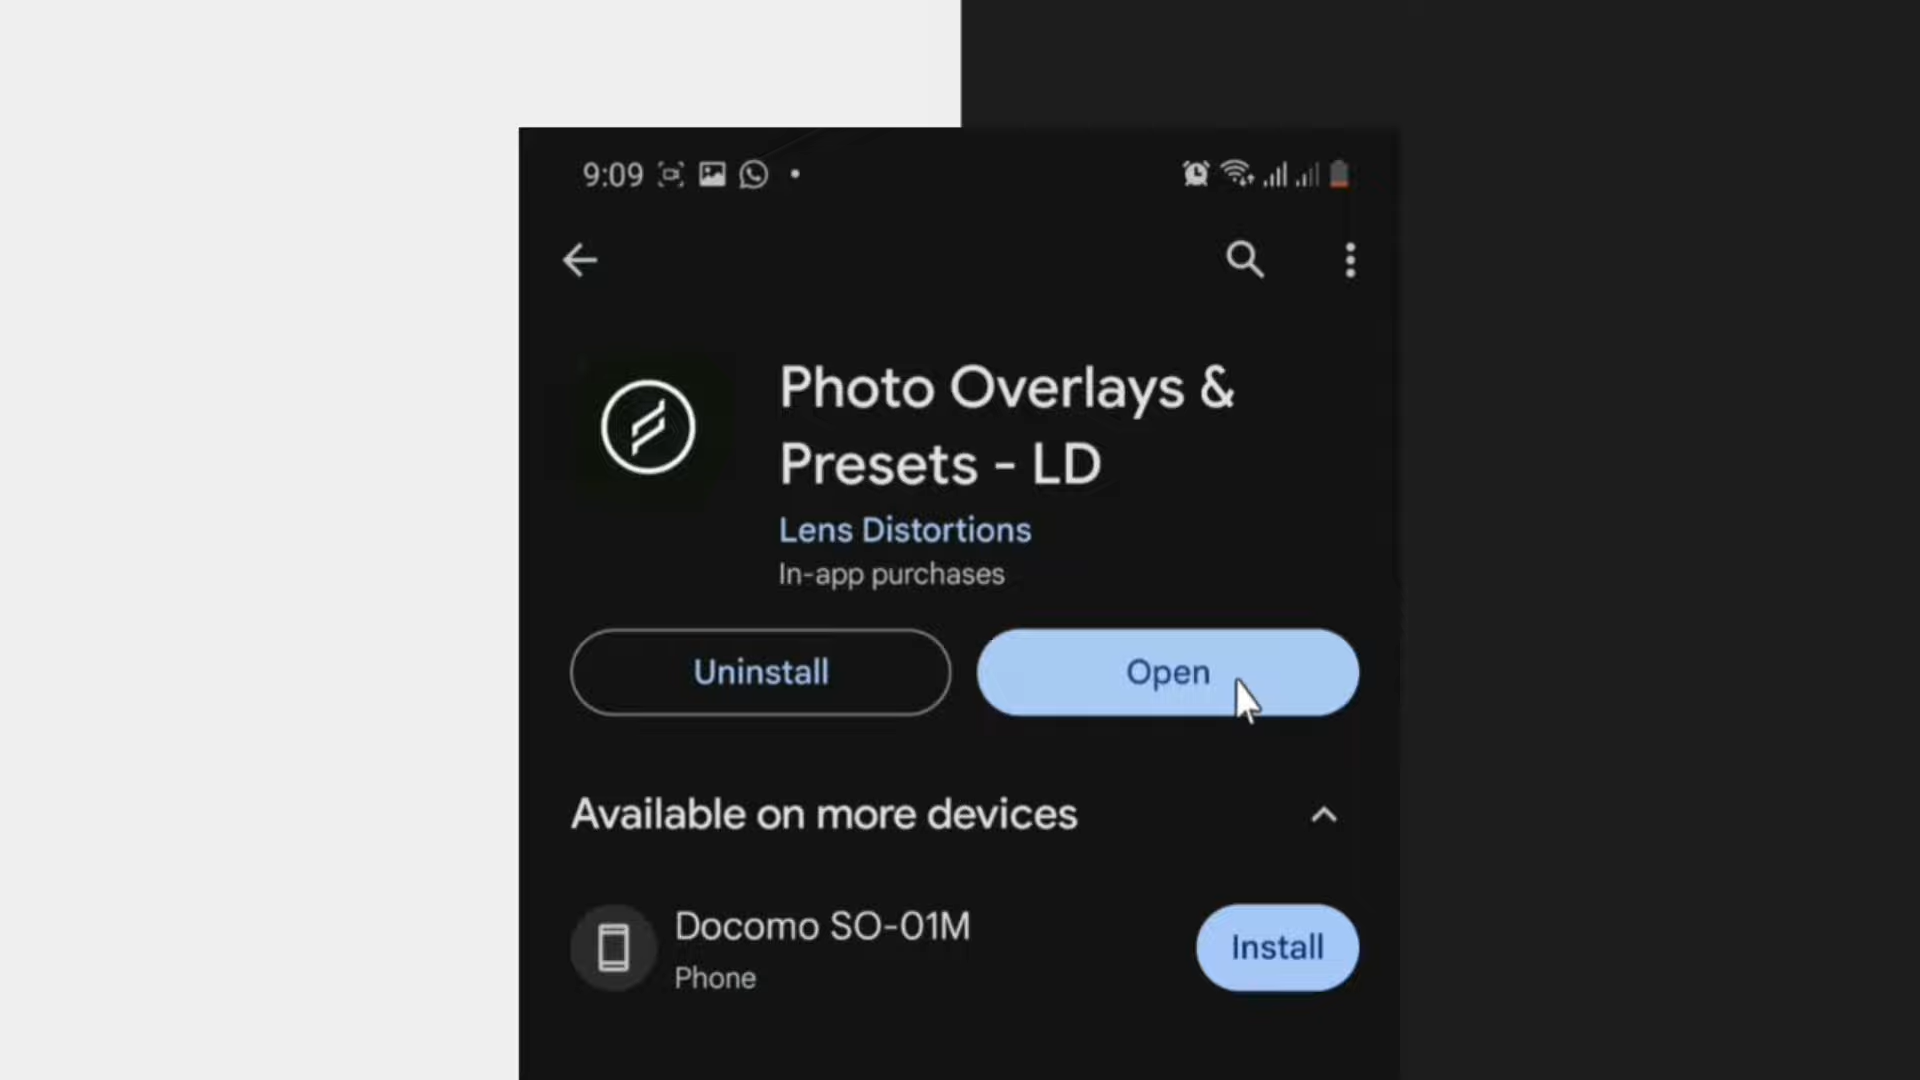 9:09
Photo Overlays &
Presets - LD
Lens Distortions
In-app purchases
Uninstall
Open
Available on more devices
Docomo SO-01M
Phone
Install